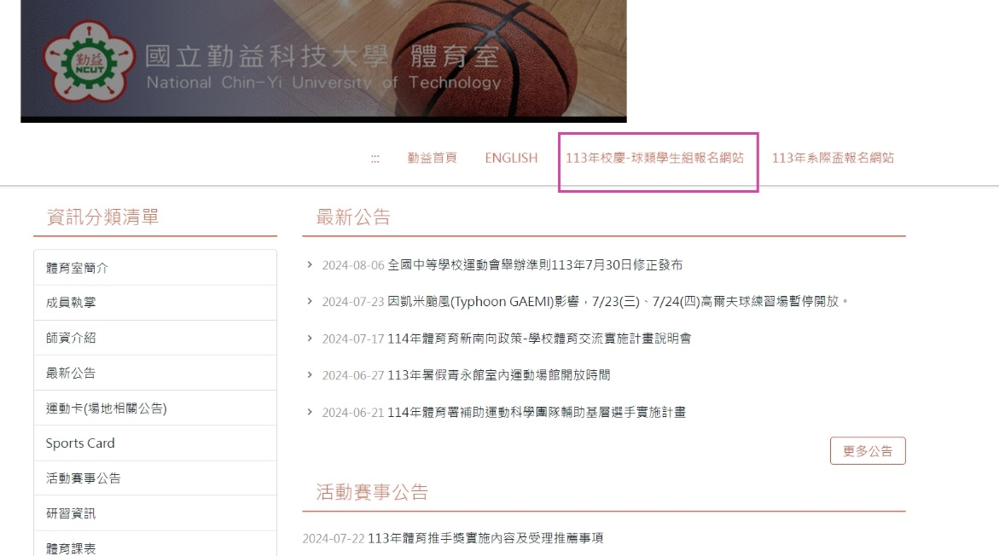 勤益
NCUT
國立勤益科技大學 體育室
National Chin-Yi University of Technology
:::
勤益首頁
ENGLISH
113年校慶-球類學生組報名網站
113年系際盃報名網站
資訊分類清單
體育室簡介
成員執掌
師資介紹
最新公告
運動卡(場地相關公告)
Sports Card
活動賽事公告
研習資訊
體育課表
最新公告
2024-08-06 全國中等學校運動會舉辦準則113年7月30日修正發布
2024-07-23 因凱米颱風(Typhoon GAEMI)影響，7/23(三)、7/24(四)高爾夫球練習場暫停開放。
2024-07-17 114年體育育新南向政策-學校體育交流實施計畫說明會
2024-06-27 113年暑假青永館室內運動場館開放時間
2024-06-21 114年體育署補助運動科學團隊輔助基層選手實施計畫
更多公告
活動賽事公告
2024-07-22 113年體育推手獎實施內容及受理推薦事項